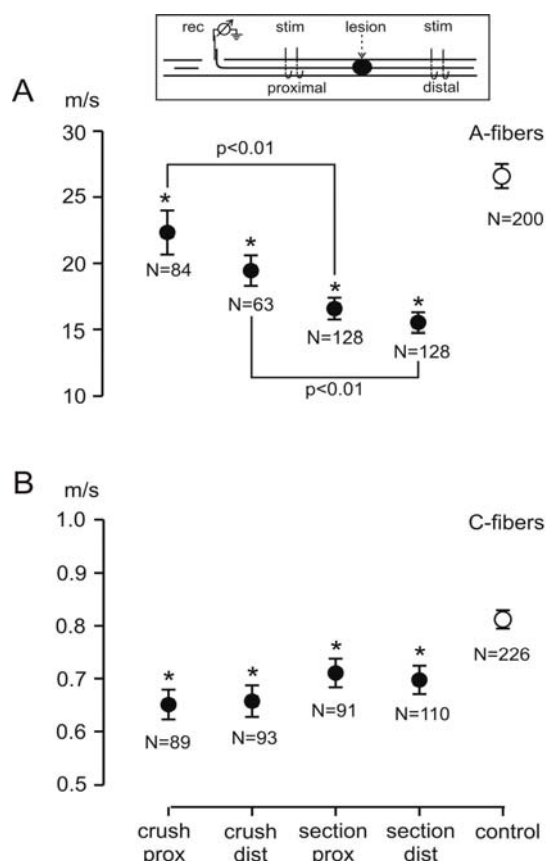 rec stim lesion stim
proximal distal
A
m/s
A-fibers
30
25
20
15
10
p<0.01
* * * *
N=84 N=63 N=128 N=128 N=200
p<0.01
B
m/s
C-fibers
1.0
0.9
0.8
0.7
0.6
0.5
* * * *
N=89 N=93 N=91 N=110 N=226
crush prox
crush dist
section prox
section dist
control